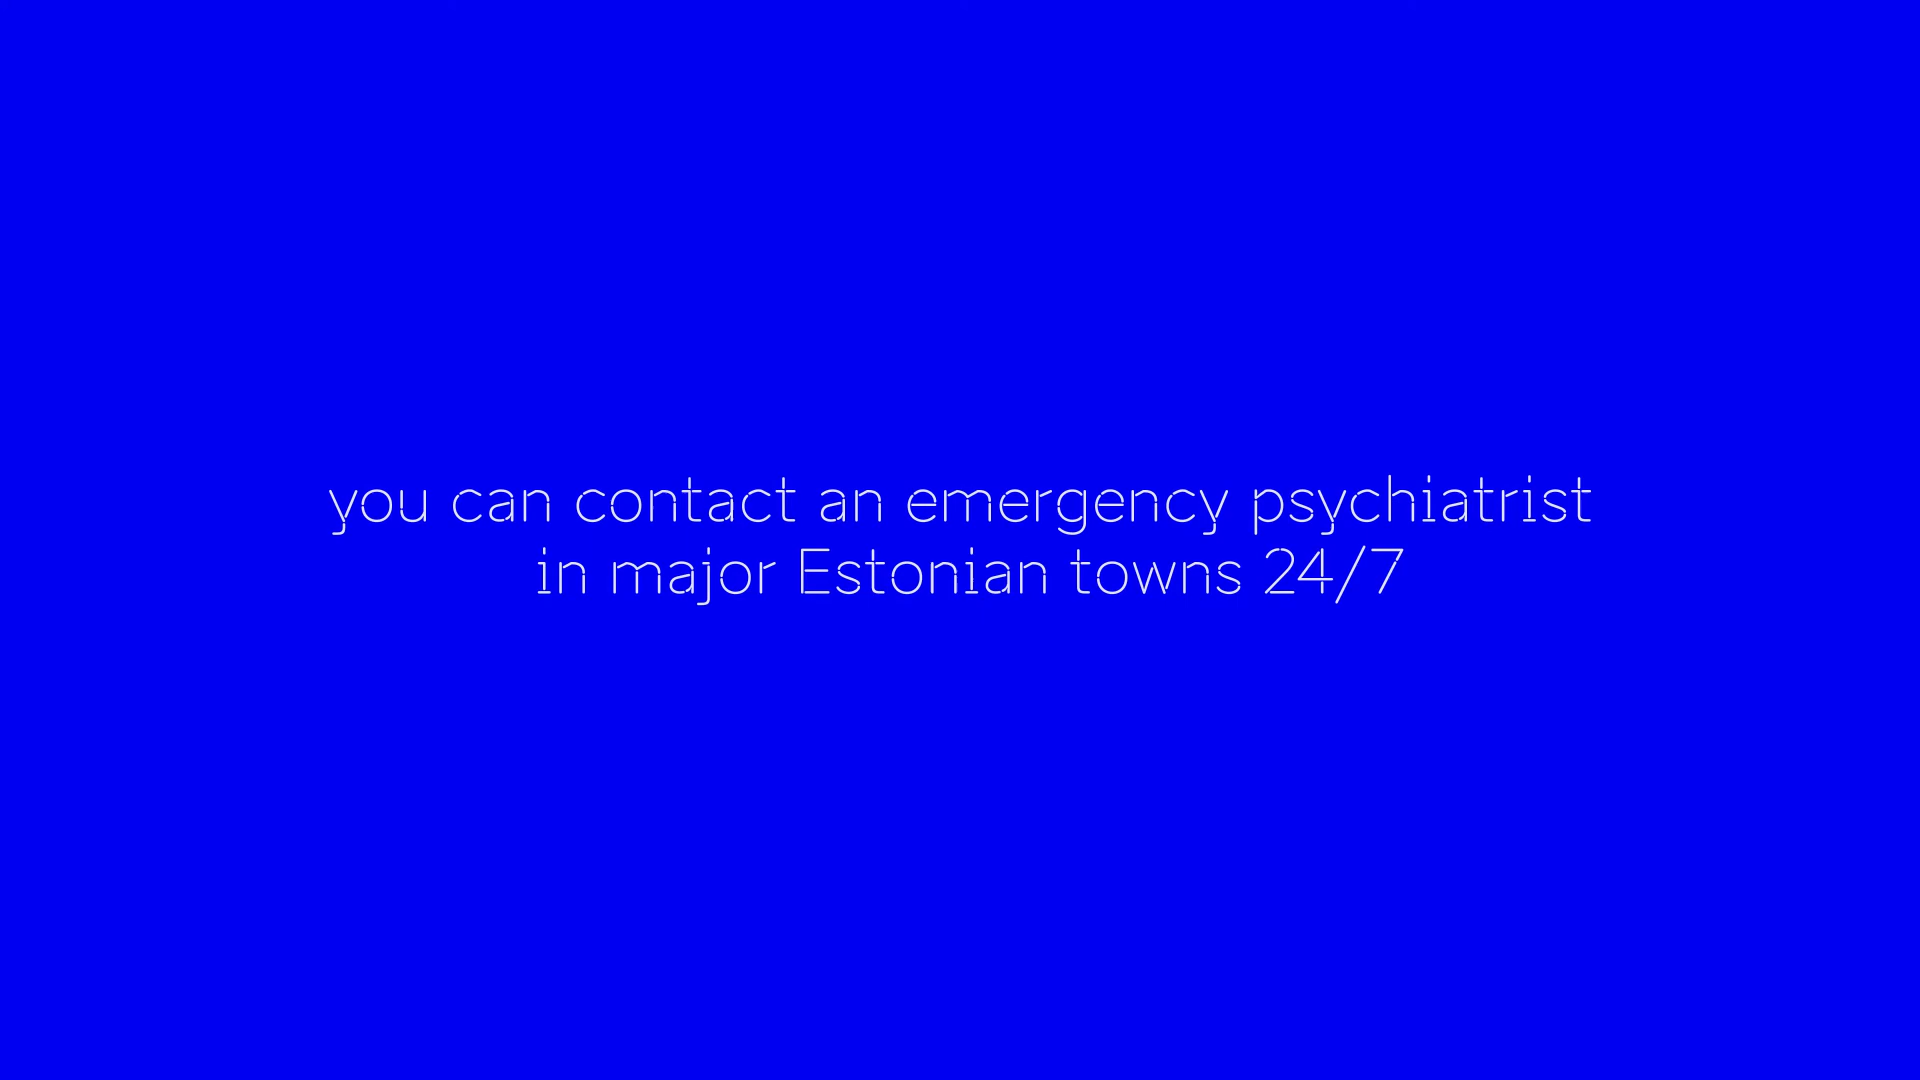 you can contact an emergency psychiatrist
in major Estonian towns 24/7